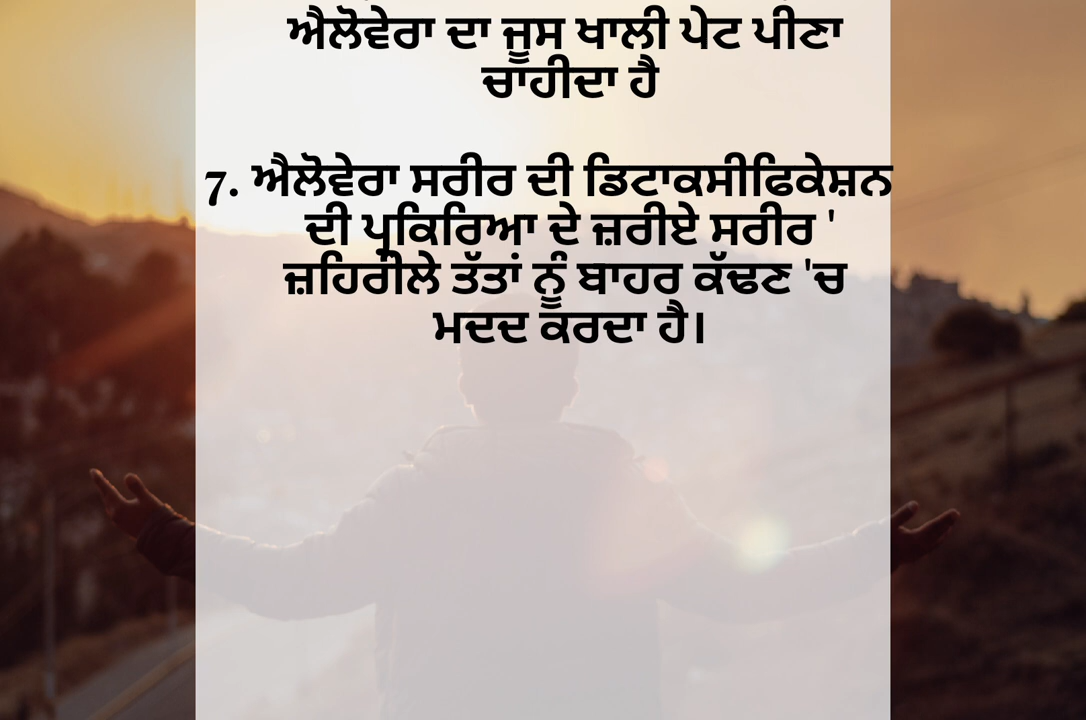 ਐਲੋਵੇਰਾ ਦਾ ਜੂਸ ਖਾਲੀ ਪੇਟ ਪੀਣਾ
ਚਾਹੀਦਾ ਹੈ
7. ਐਲੋਵੇਰਾ ਸਰੀਰ ਦੀ ਡਿਟਾਕਸੀਫਿਕੇਸ਼ਨ
ਦੀ ਪ੍ਰਕਿਰਿਆ ਦੇ ਜ਼ਰੀਏ ਸਰੀਰ '
ਜ਼ਹਿਰੀਲੇ ਤੱਤਾਂ ਨੂੰ ਬਾਹਰ ਕੱਢਣ 'ਚ
ਮਦਦ ਕਰਦਾ ਹੈ।